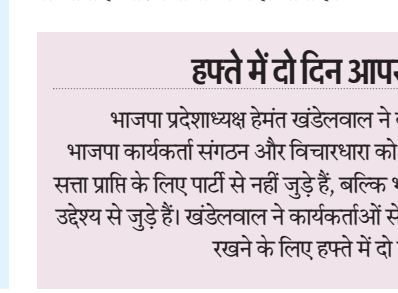 हफ्ते में दो दिन
भाजपा प्रदेशाध्यक्ष हेमंत खंडेलवाल ने
भाजपा कार्यकर्ता संगठन और विचारधारा को
सत्ता प्राप्ति के लिए पार्टी से नहीं जुड़े हैं, बल्कि
उद्देश्य से जुड़े हैं। खंडेलवाल ने कार्यकर्ताओं से
रखने के लिए हफ्ते में दो